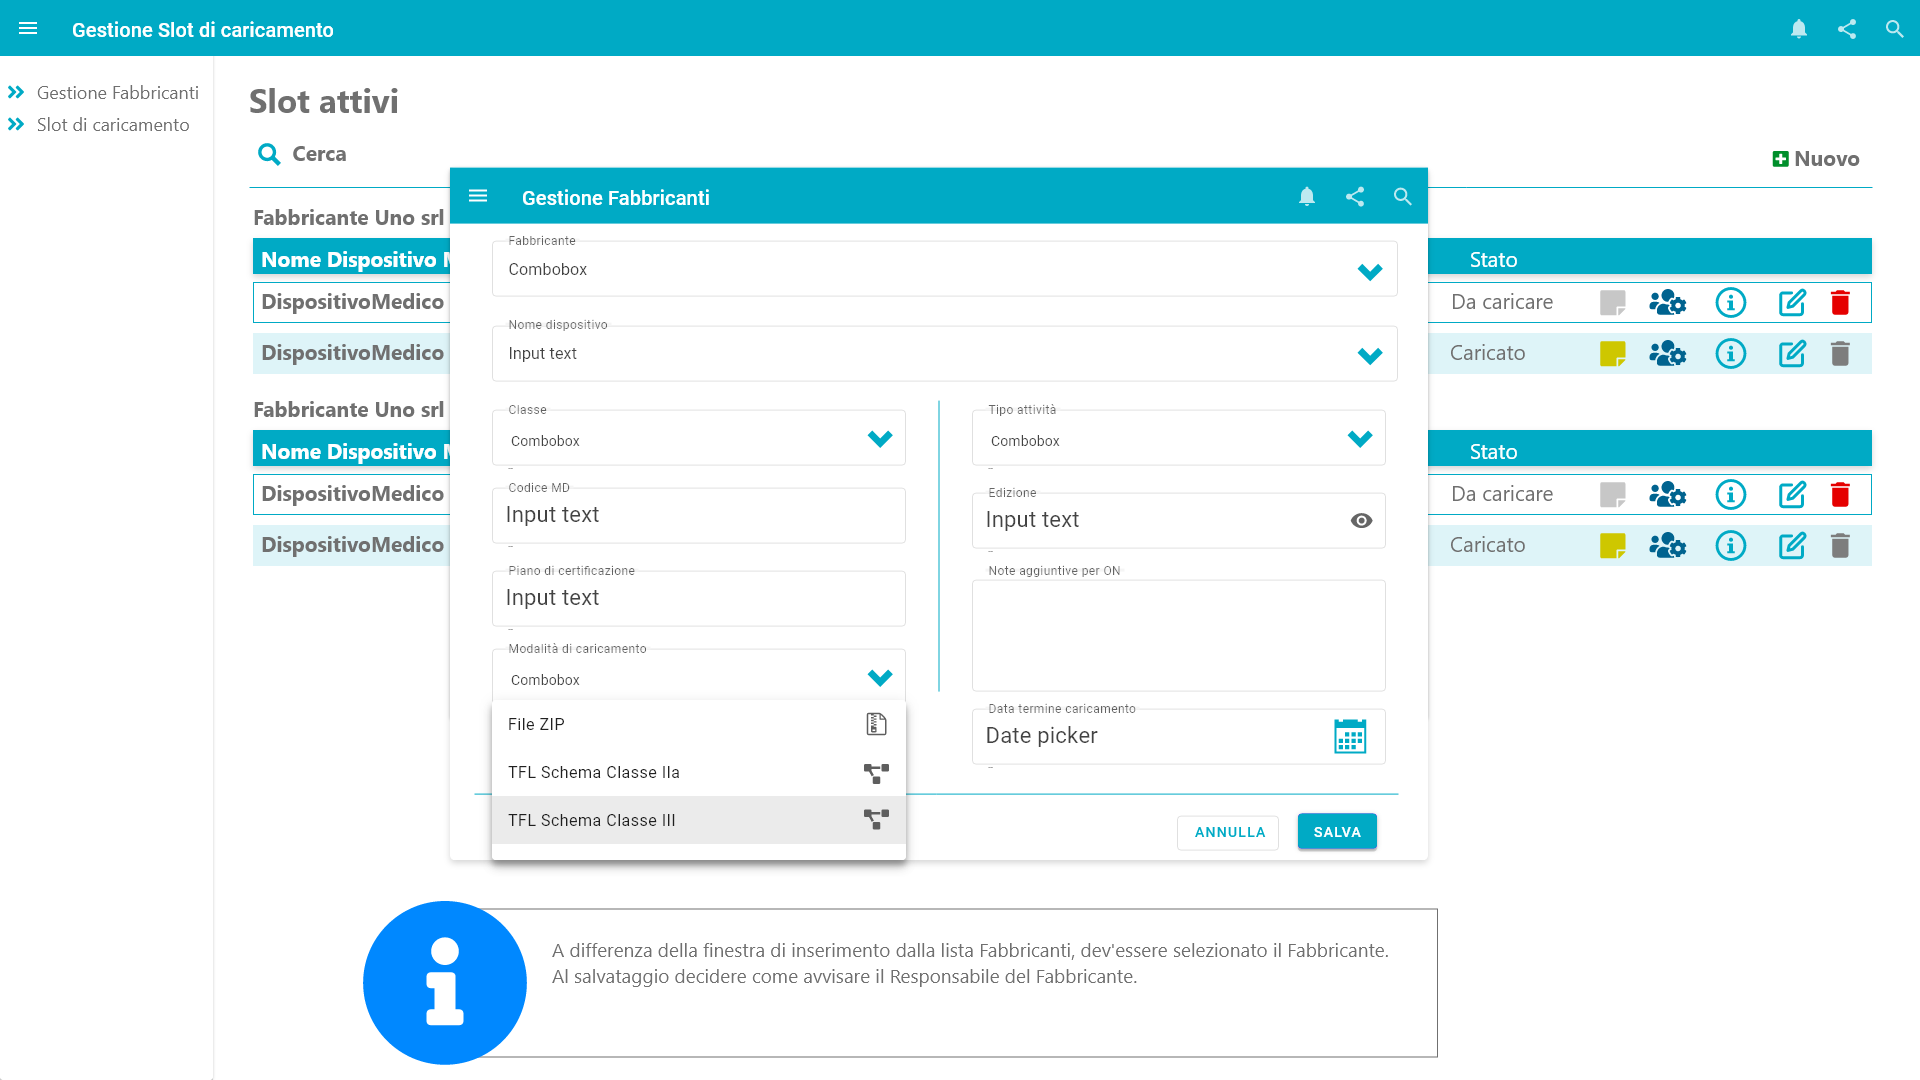 Gestione Slot di caricamento
Gestione Fabbricanti
Slot di caricamento
Slot attivi
Cerca
Nuovo
Fabbricante Uno srl
Nome Dispositivo
Stato
DispositivoMedico
Da caricare
DispositivoMedico
Caricato
Fabbricante Uno srl
Nome Dispositivo
Stato
DispositivoMedico
Da caricare
DispositivoMedico
Caricato
Gestione Fabbricanti
Fabbricante
Combobox
Nome dispositivo
Input text
Classe
Combobox
Codice MD
Input text
Piano di certificazione
Input text
Modalità di caricamento
Combobox
File ZIP
TFL Schema Classe IIa
TFL Schema Classe III
Tipo attività
Combobox
Edizione
Input text
Note aggiuntive per ON
Data termine caricamento
Date picker
ANNULLA
SALVA
A differenza della finestra di inserimento dalla lista Fabbricanti, dev'essere selezionato il Fabbricante.
Al salvataggio decidere come avvisare il Responsabile del Fabbricante.